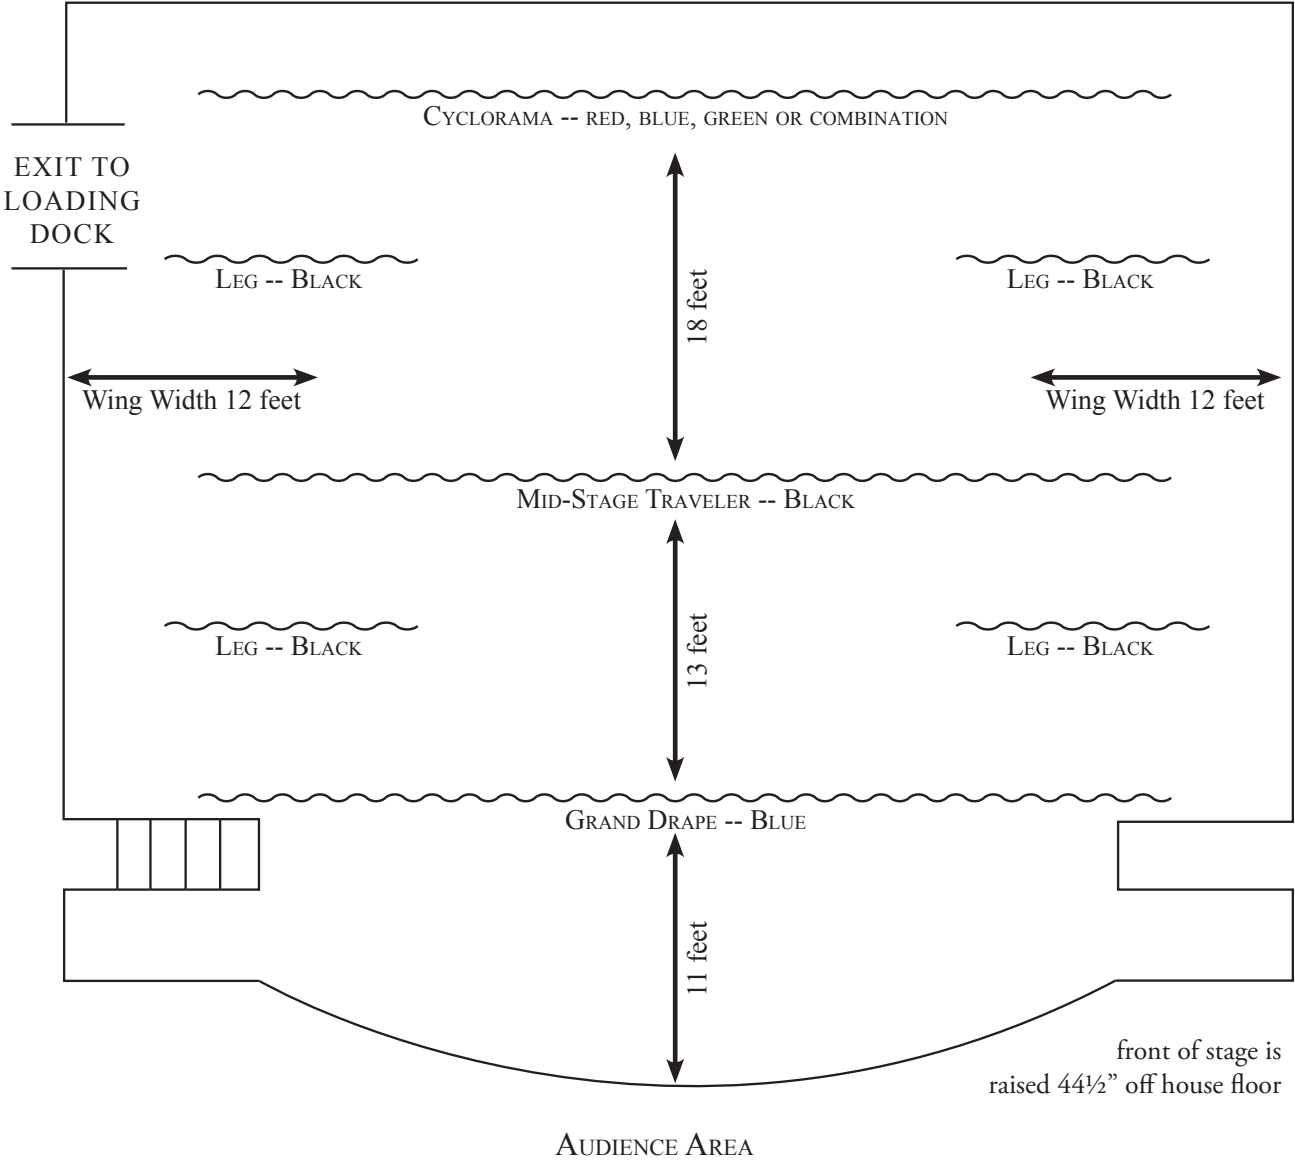 Cyclorama -- red, blue, green or combination
EXIT TO
LOADING
DOCK
Leg -- Black
Leg -- Black
18 feet
Wing Width 12 feet
Wing Width 12 feet
Mid-Stage Traveler -- Black
13 feet
Leg -- Black
Leg -- Black
Grand Drape -- Blue
11 feet
front of stage is
raised 44½” off house floor
Audience Area